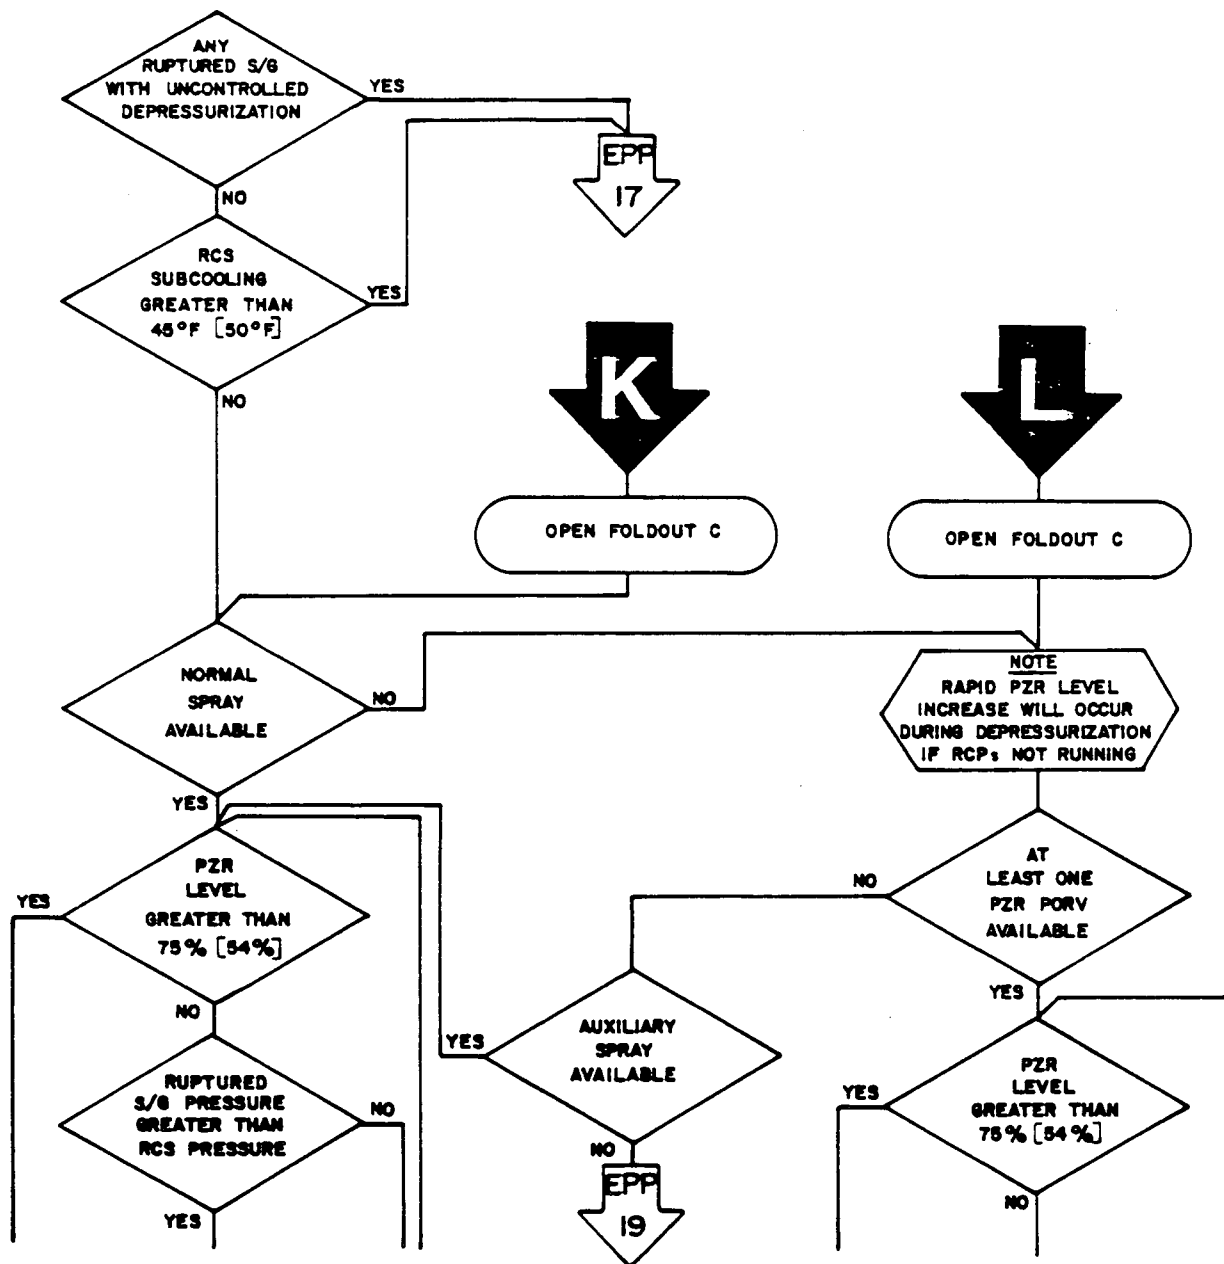 ANY
RUPTURED S/G
WITH UNCONTROLLED
DEPRESSURIZATION
YES
NO
EPP
17
RCS
SUBCOOLING
GREATER THAN
45°F [50°F]
YES
NO
K
L
OPEN FOLDOUT C
OPEN FOLDOUT C
NORMAL
SPRAY
AVAILABLE
NO
YES
NOTE
RAPID PZR LEVEL
INCREASE WILL OCCUR
DURING DEPRESSURIZATION
IF RCPs NOT RUNNING
PZR
LEVEL
GREATER THAN
75% [54%]
YES
NO
AT
LEAST ONE
PZR PORV
AVAILABLE
NO
YES
AUXILIARY
SPRAY
AVAILABLE
YES
NO
EPP
19
RUPTURED
S/G PRESSURE
GREATER THAN
RCS PRESSURE
NO
YES
PZR
LEVEL
GREATER THAN
75% [54%]
YES
NO